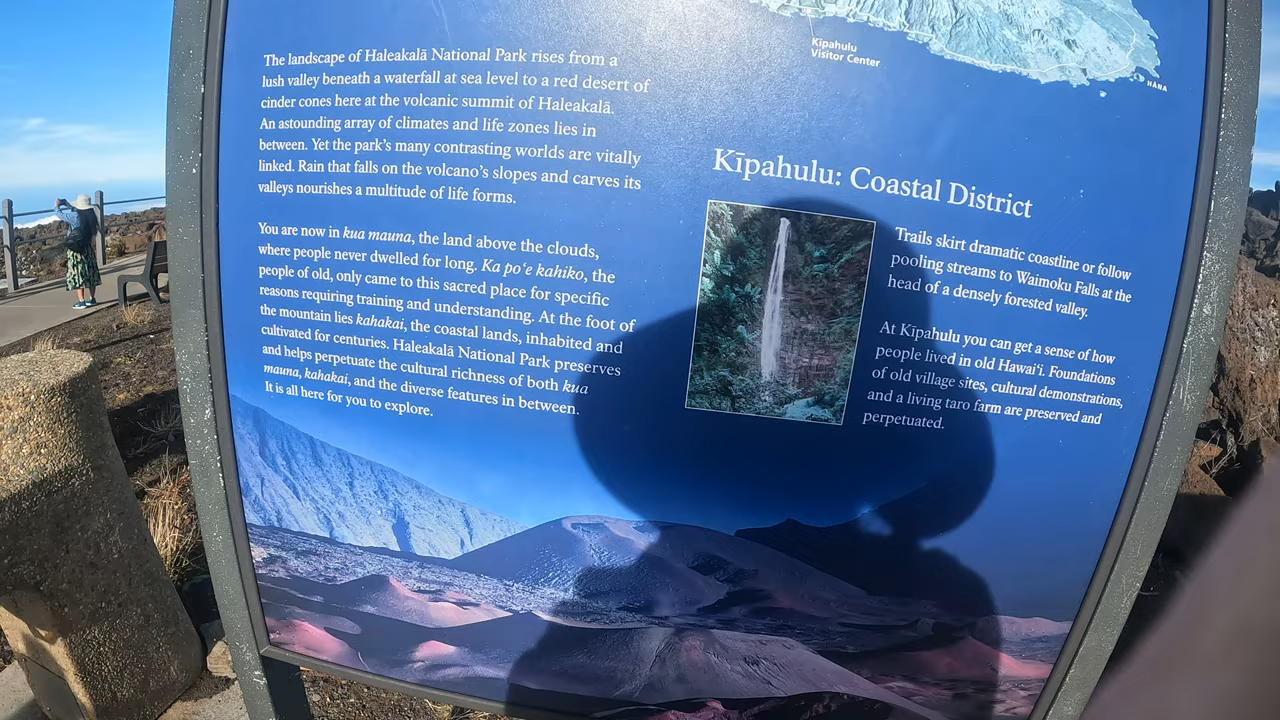 Kīpahulu
Visitor Center
HĀNA
The landscape of Haleakalā National Park rises from a
lush valley beneath a waterfall at sea level to a red desert of
cinder cones here at the volcanic summit of Haleakalā.
An astounding array of climates and life zones lies in
between. Yet the park's many contrasting worlds are vitally
linked. Rain that falls on the volcano's slopes and carves its
valleys nourishes a multitude of life forms.
You are now in kua mauna, the land above the clouds,
where people never dwelled for long. Ka po‘e kahiko, the
people of old, only came to this sacred place for specific
reasons requiring training and understanding. At the foot of
the mountain lies kahakai, the coastal lands, inhabited and
cultivated for centuries. Haleakalā National Park preserves
and helps perpetuate the cultural richness of both kua
mauna, kahakai, and the diverse features in between.
It is all here for you to explore.
Kīpahulu: Coastal District
Trails skirt dramatic coastline or follow
pooling streams to Waimoku Falls at the
head of a densely forested valley.
At Kīpahulu you can get a sense of how
people lived in old Hawai‘i. Foundations
of old village sites, cultural demonstrations,
and a living taro farm are preserved and
perpetuated.